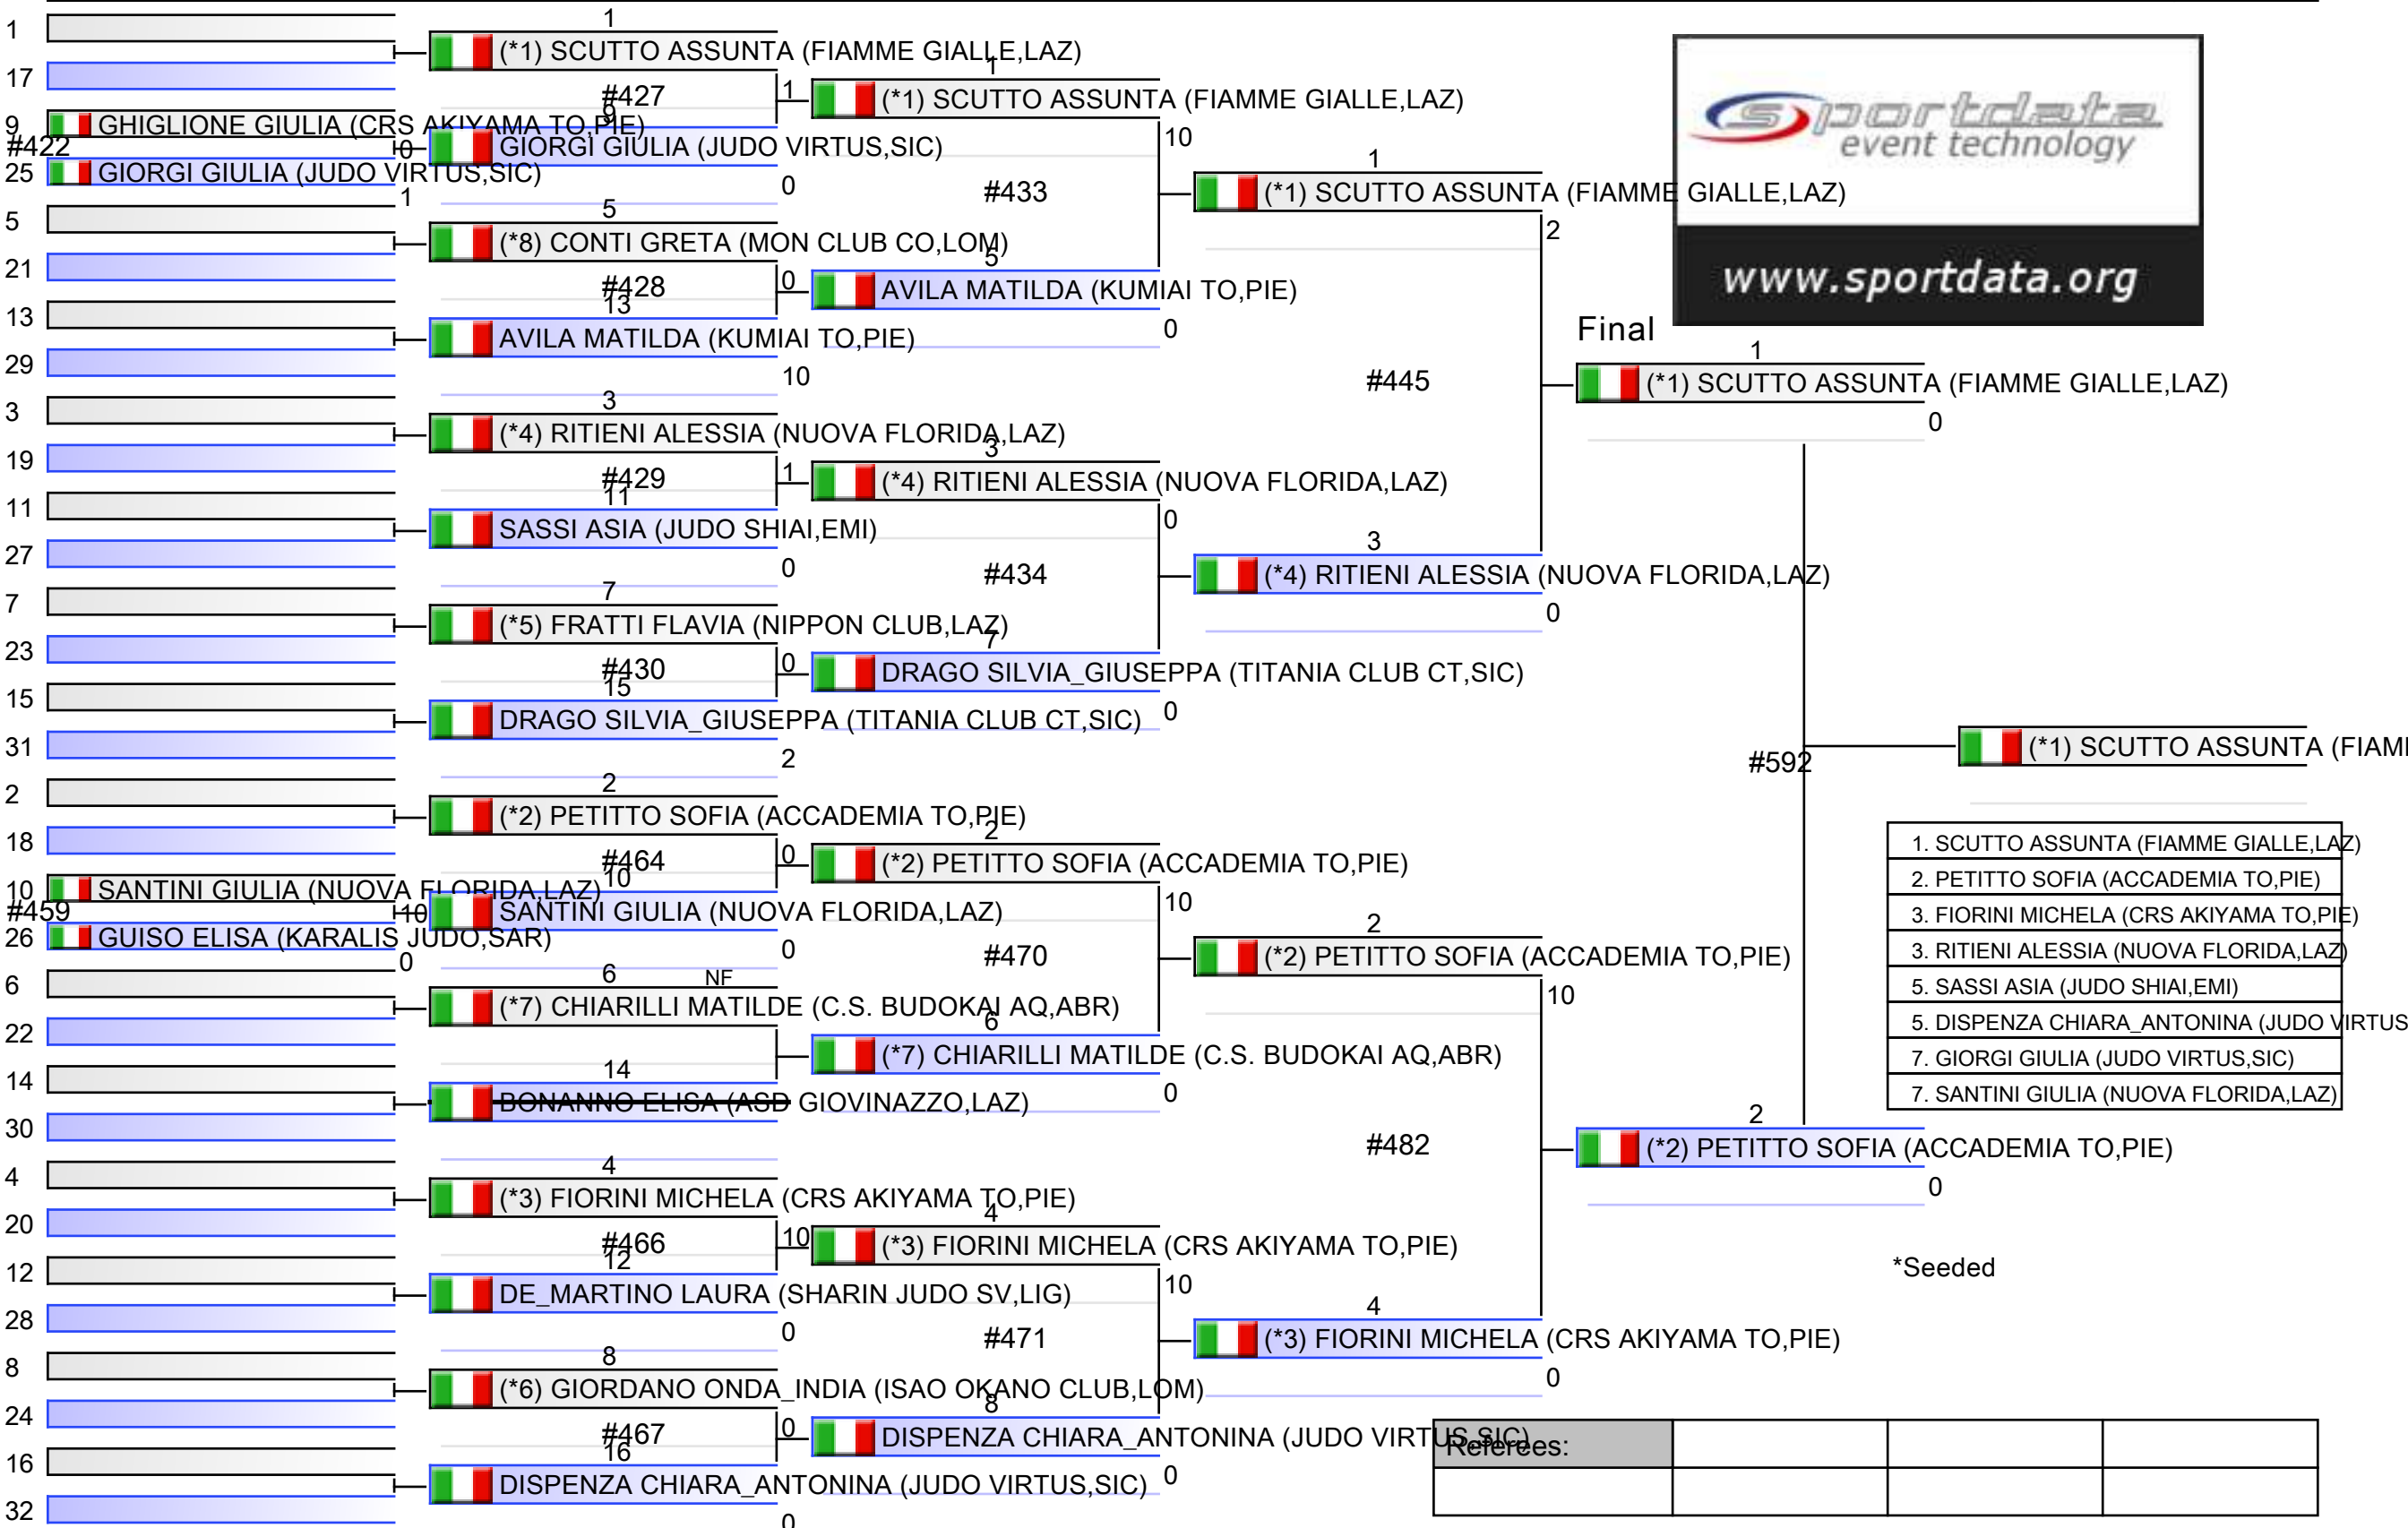 1
17
9
GHIGLIONE GIULIA (CRS AKIYAMA TO,PIE)
#422
0
25
GIORGI GIULIA (JUDO VIRTUS,SIC)
1
5
21
13
29
3
19
11
27
7
23
15
31
2
18
10
SANTINI GIULIA (NUOVA FLORIDA,LAZ)
#459
10
26
GUISO ELISA (KARALIS JUDO,SAR)
0
6
22
14
30
4
20
12
28
8
24
16
32
1
(*1) SCUTTO ASSUNTA (FIAMME GIALLE,LAZ)
#427
1
9
GIORGI GIULIA (JUDO VIRTUS,SIC)
0
5
(*8) CONTI GRETA (MON CLUB CO,LOM)
#428
0
13
AVILA MATILDA (KUMIAI TO,PIE)
10
3
(*4) RITIENI ALESSIA (NUOVA FLORIDA,LAZ)
#429
1
11
SASSI ASIA (JUDO SHIAI,EMI)
0
7
(*5) FRATTI FLAVIA (NIPPON CLUB,LAZ)
#430
0
15
DRAGO SILVIA_GIUSEPPA (TITANIA CLUB CT,SIC)
2
2
(*2) PETITTO SOFIA (ACCADEMIA TO,PIE)
#464
0
10
SANTINI GIULIA (NUOVA FLORIDA,LAZ)
0
6
NF
(*7) CHIARILLI MATILDE (C.S. BUDOKAI AQ,ABR)
14
BONANNO ELISA (ASD GIOVINAZZO,LAZ)
4
(*3) FIORINI MICHELA (CRS AKIYAMA TO,PIE)
#466
10
12
DE_MARTINO LAURA (SHARIN JUDO SV,LIG)
0
8
(*6) GIORDANO ONDA_INDIA (ISAO OKANO CLUB,LOM)
#467
0
16
DISPENZA CHIARA_ANTONINA (JUDO VIRTUS,SIC)
0
1
(*1) SCUTTO ASSUNTA (FIAMME GIALLE,LAZ)
10
#433
5
AVILA MATILDA (KUMIAI TO,PIE)
0
3
(*4) RITIENI ALESSIA (NUOVA FLORIDA,LAZ)
0
#434
7
DRAGO SILVIA_GIUSEPPA (TITANIA CLUB CT,SIC)
0
2
(*2) PETITTO SOFIA (ACCADEMIA TO,PIE)
10
#470
6
(*7) CHIARILLI MATILDE (C.S. BUDOKAI AQ,ABR)
0
4
(*3) FIORINI MICHELA (CRS AKIYAMA TO,PIE)
10
#471
8
DISPENZA CHIARA_ANTONINA (JUDO VIRTUS,SIC)
0
1
(*1) SCUTTO ASSUNTA (FIAMME GIALLE,LAZ)
2
#445
3
(*4) RITIENI ALESSIA (NUOVA FLORIDA,LAZ)
0
2
(*2) PETITTO SOFIA (ACCADEMIA TO,PIE)
10
#482
4
(*3) FIORINI MICHELA (CRS AKIYAMA TO,PIE)
0
sportdata
event technology
www.sportdata.org
Final
1
(*1) SCUTTO ASSUNTA (FIAMME GIALLE,LAZ)
0
#592
2
(*2) PETITTO SOFIA (ACCADEMIA TO,PIE)
0
(*1) SCUTTO ASSUNTA (FIAM
1. SCUTTO ASSUNTA (FIAMME GIALLE,LAZ)
2. PETITTO SOFIA (ACCADEMIA TO,PIE)
3. FIORINI MICHELA (CRS AKIYAMA TO,PIE)
3. RITIENI ALESSIA (NUOVA FLORIDA,LAZ)
5. SASSI ASIA (JUDO SHIAI,EMI)
5. DISPENZA CHIARA_ANTONINA (JUDO VIRTUS
7. GIORGI GIULIA (JUDO VIRTUS,SIC)
7. SANTINI GIULIA (NUOVA FLORIDA,LAZ)
*Seeded
Referees: